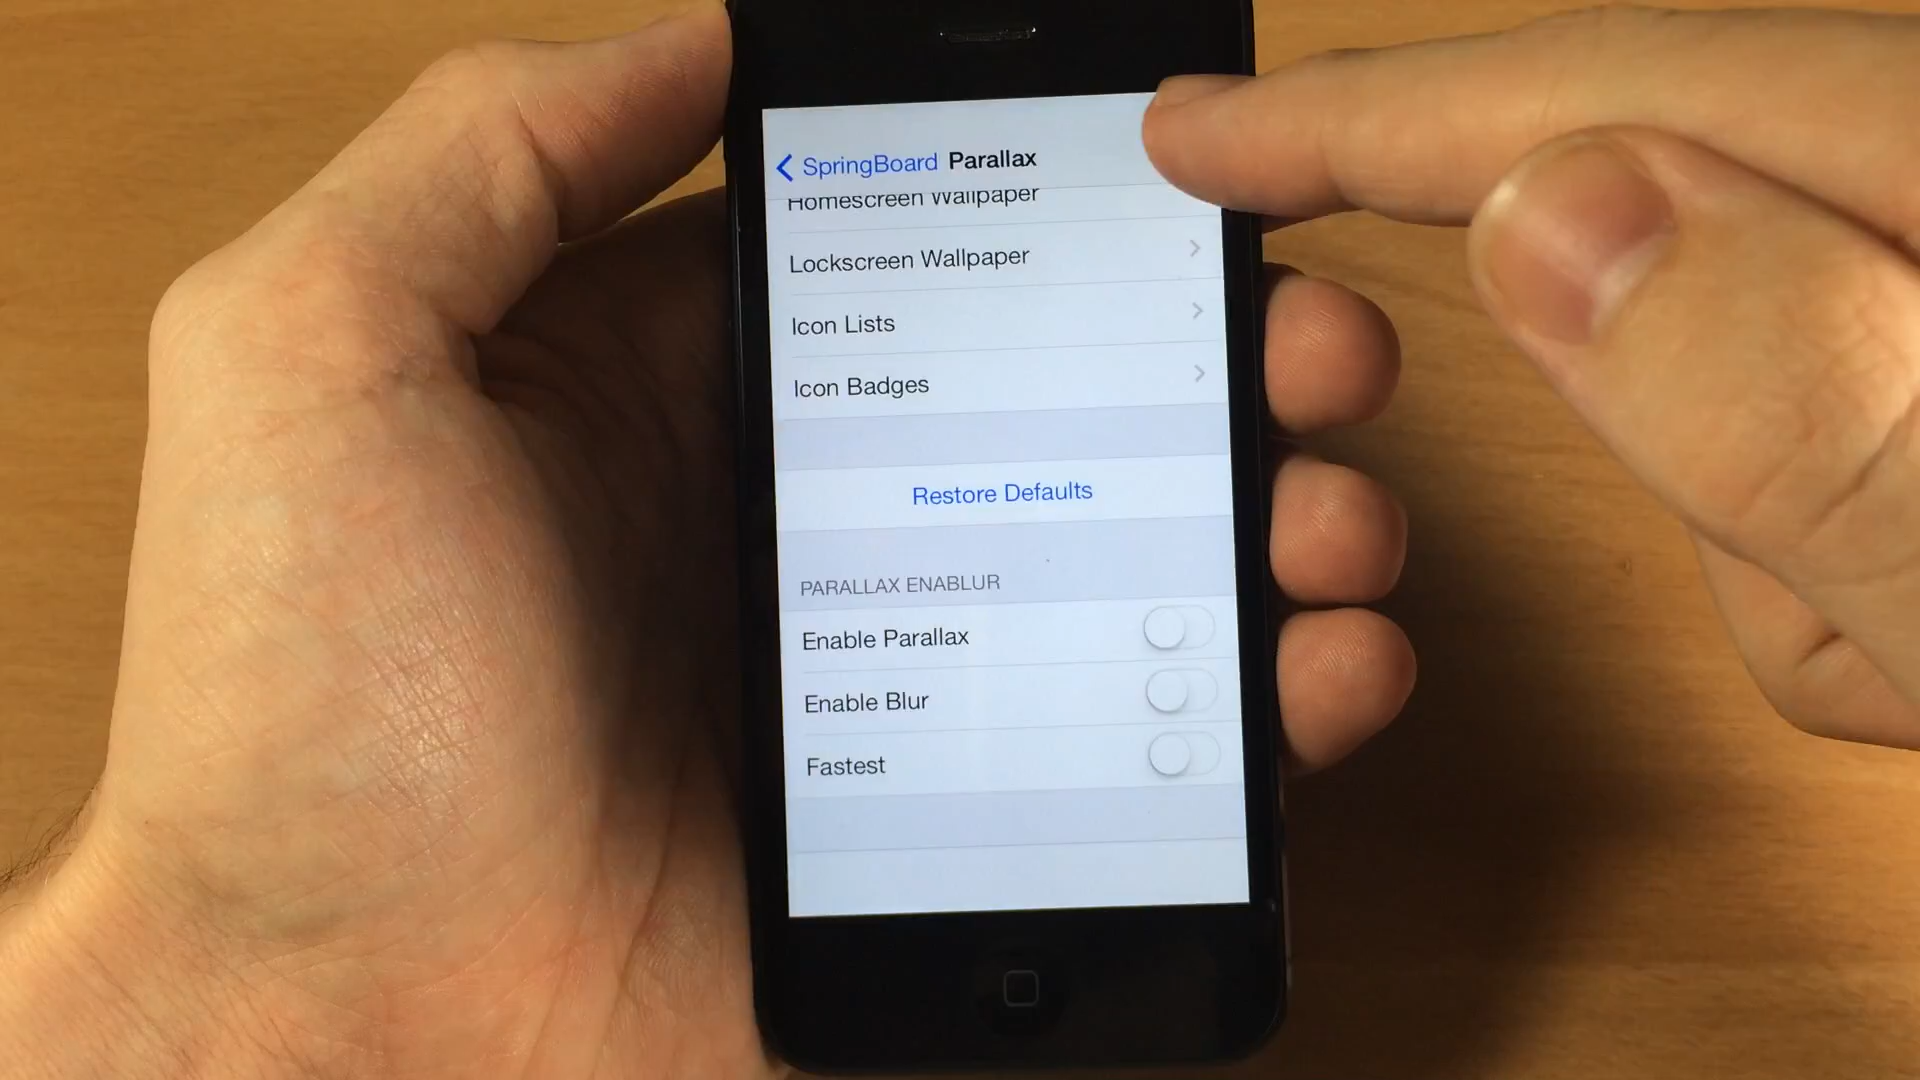 SpringBoard Parallax
Homescreen Wallpaper
Lockscreen Wallpaper
Icon Lists
Icon Badges
Restore Defaults
PARALLAX ENABLUR
Enable Parallax
Enable Blur
Fastest